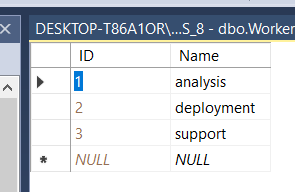 DESKTOP-T86A1OR\...S_8 - dbo.Worker
ID Name
1 analysis
2 deployment
3 support
NULL NULL